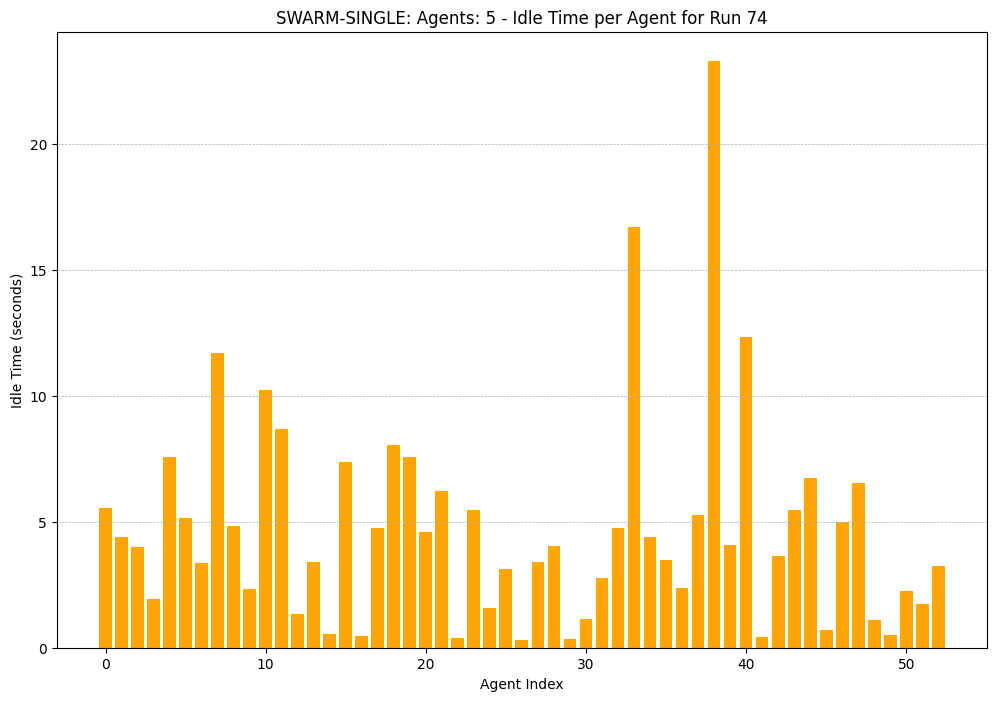 SWARM-SINGLE: Agents: 5 - Idle Time per Agent for Run 74
Idle Time (seconds)
20
15
10
5
0
0 10 20 30 40 50
Agent Index